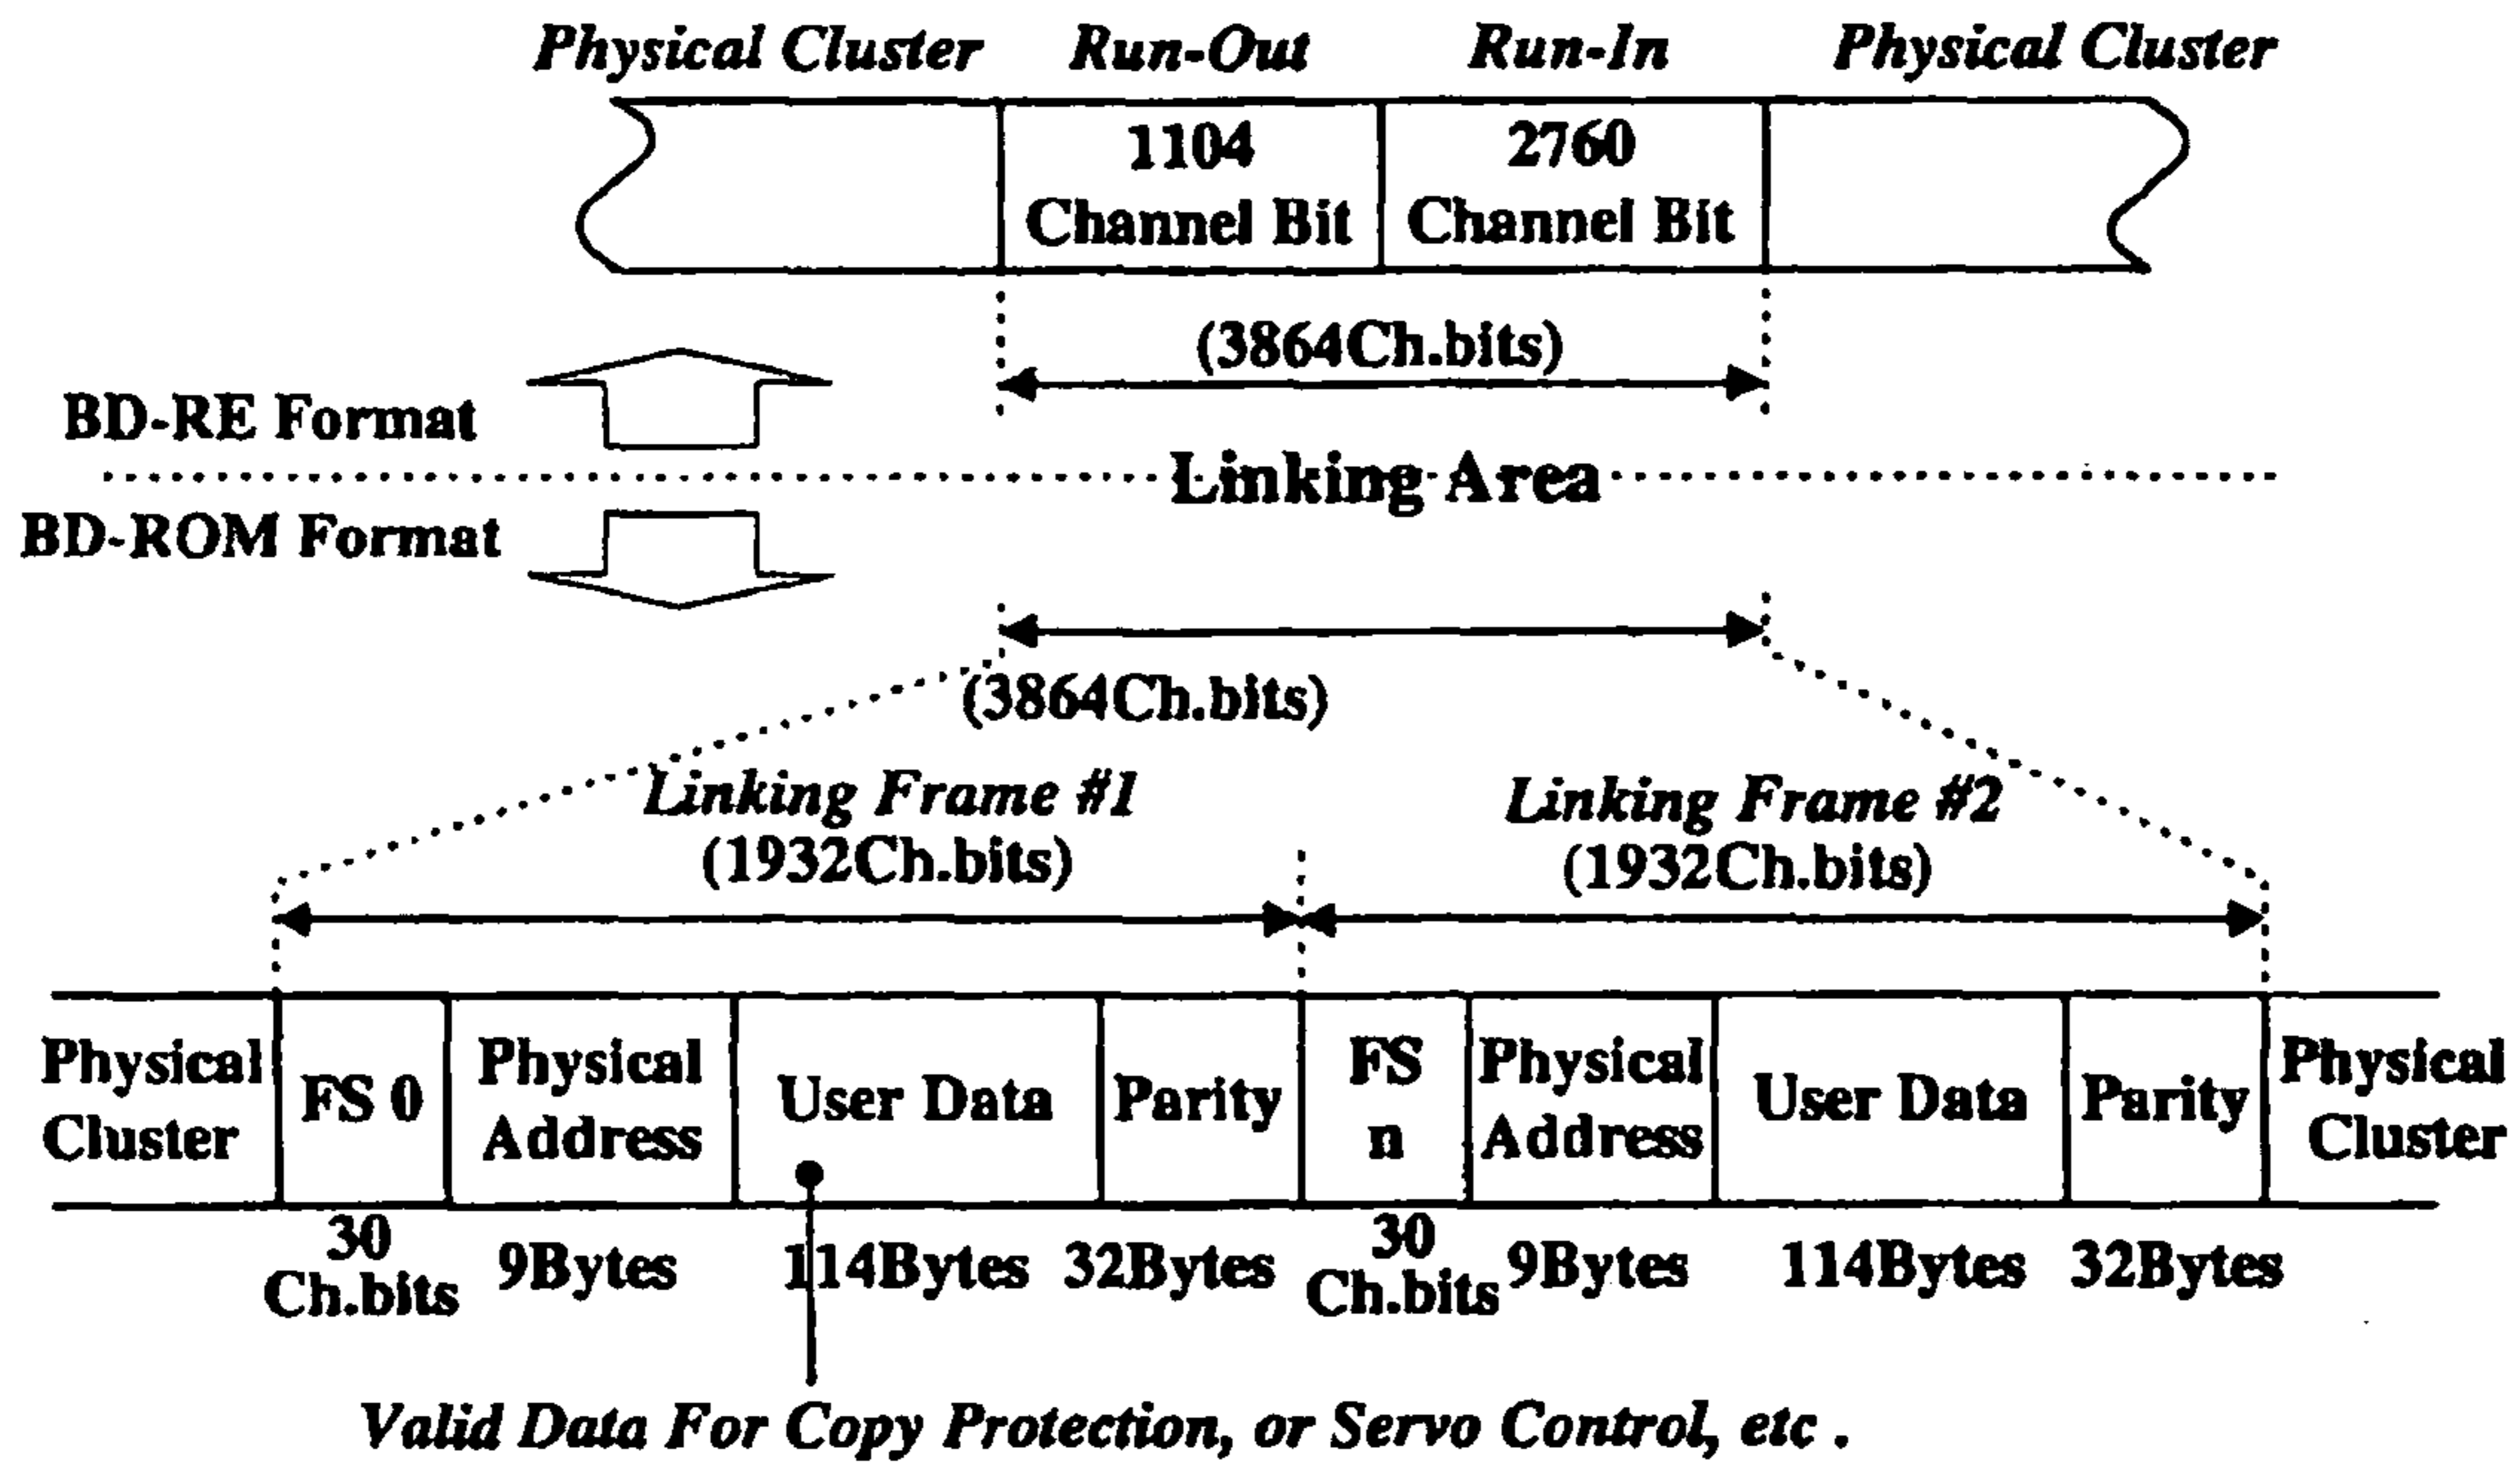 Physical Cluster Run-Out Run-In Physical Cluster
1104
Channel Bit
2760
Channel Bit
(3864Ch.bits)
BD-RE Format
Linking Area
BD-ROM Format
(3864Ch.bits)
Linking Frame #1
(1932Ch.bits)
Linking Frame #2
(1932Ch.bits)
Physical
Cluster
FS 0
Physical
Address
User Data
Parity
FS
n
Physical
Address
User Data
Parity
Physical
Cluster
30
Ch.bits
9Bytes
114Bytes
32Bytes
30
Ch.bits
9Bytes
114Bytes
32Bytes
Valid Data For Copy Protection, or Servo Control, etc .